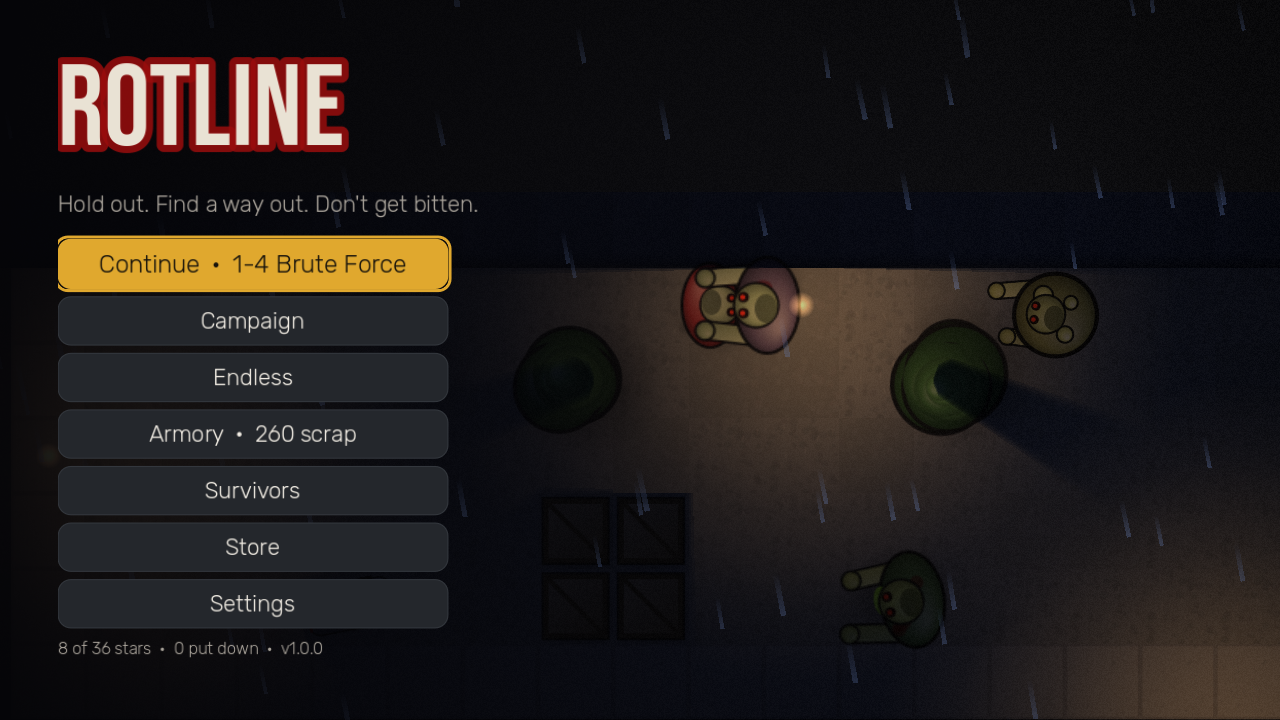 ROTLINE
Hold out. Find a way out. Don't get bitten.
Continue • 1-4 Brute Force
Campaign
Endless
Armory • 260 scrap
Survivors
Store
Settings
8 of 36 stars • 0 put down • v1.0.0